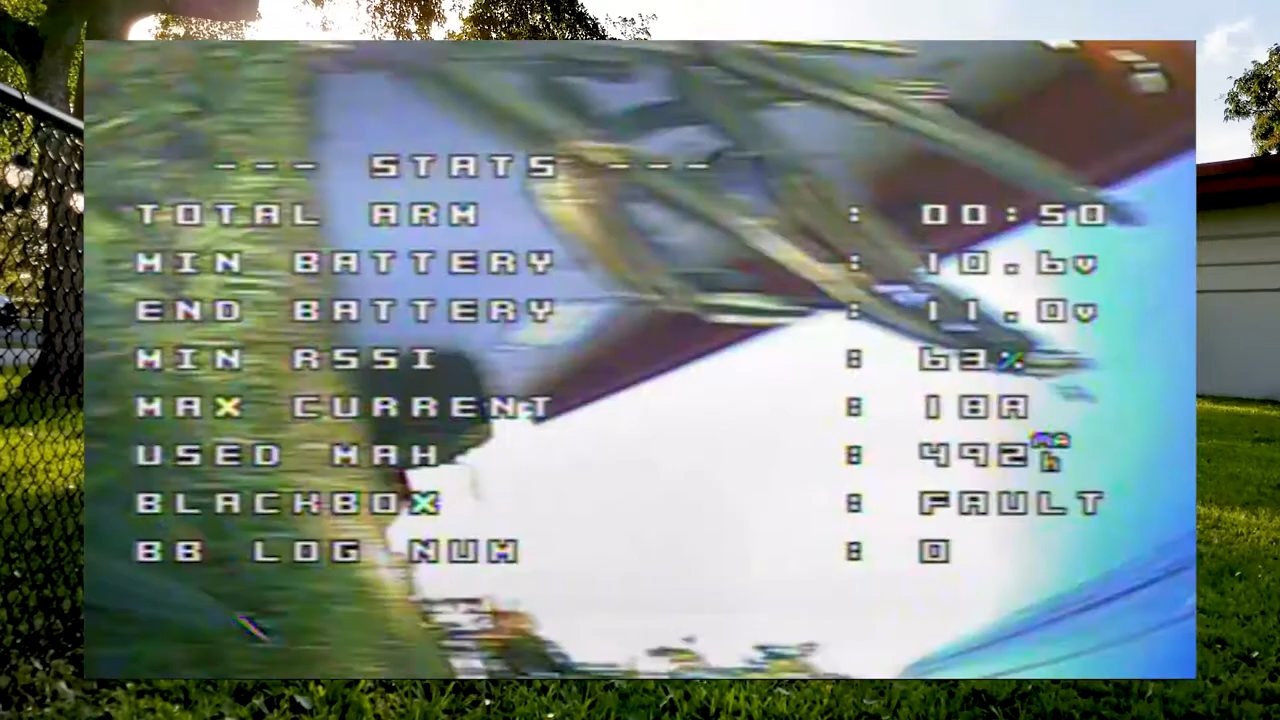 --- STATS ---
TOTAL ARM : 00:50
MIN BATTERY : 10.6v
END BATTERY : 11.0v
MIN RSSI : 63%
MAX CURRENT : 18A
USED MAH : 492mAh
BLACKBOX : FAULT
BB LOG NUM : 0